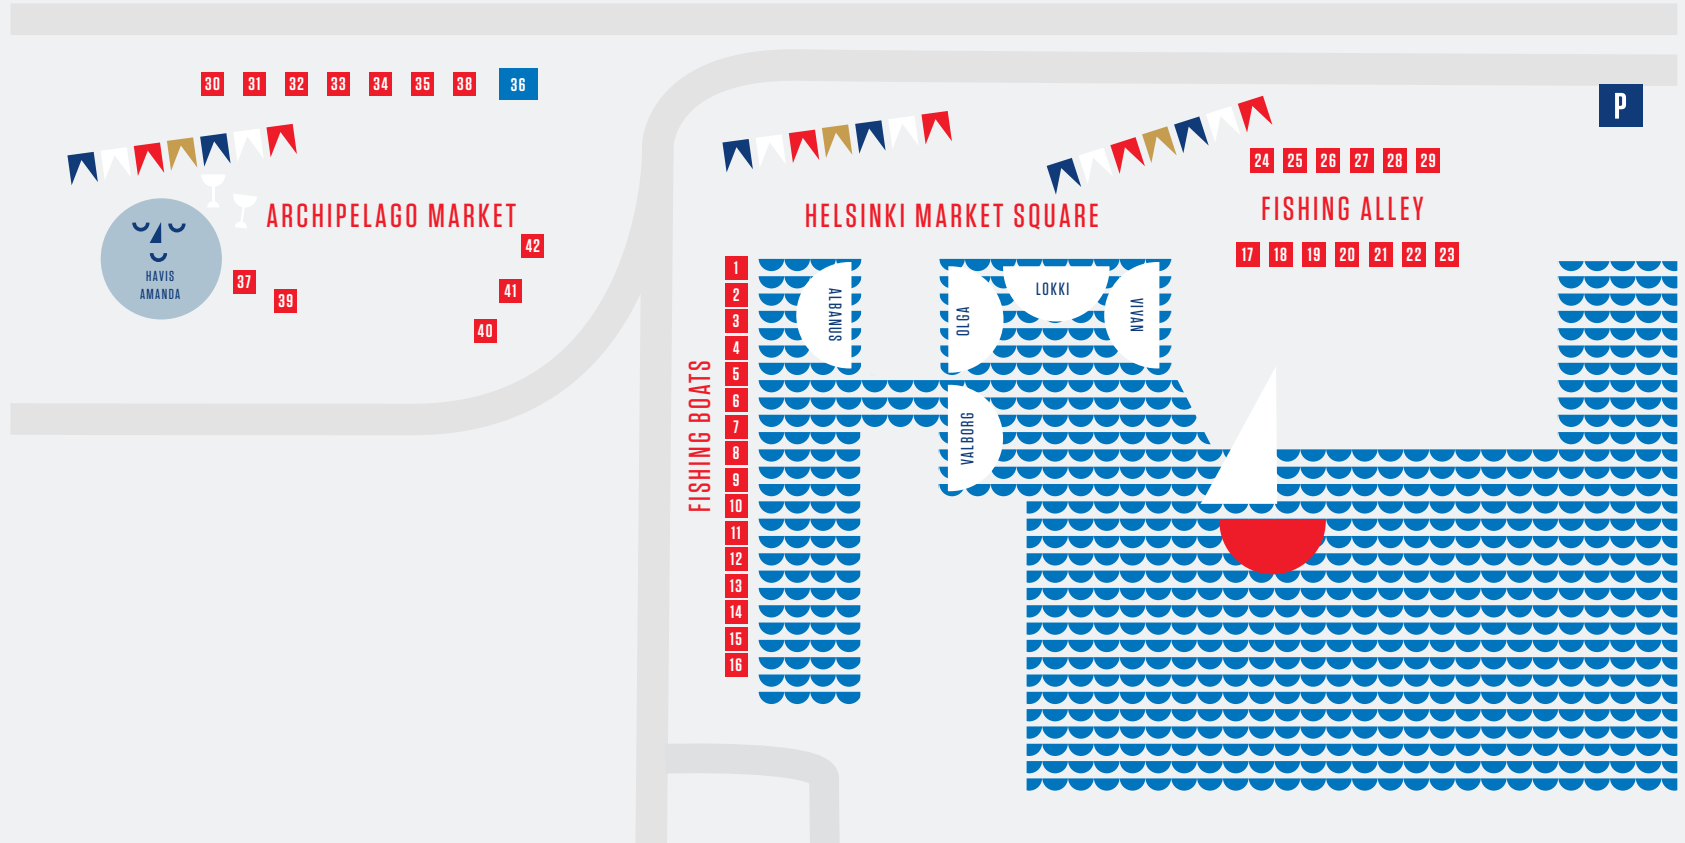 30 31 32 33 34 35 38 36
P
24 25 26 27 28 29
ARCHIPELAGO MARKET
HELSINKI MARKET SQUARE
FISHING ALLEY
17 18 19 20 21 22 23
42
HAVIS
AMANDA
37
39
41
40
FISHING BOATS
1
2
3
4
5
6
7
8
9
10
11
12
13
14
15
16
ALBANUS
OLGA
LOKKI
VIVAN
VALBORG